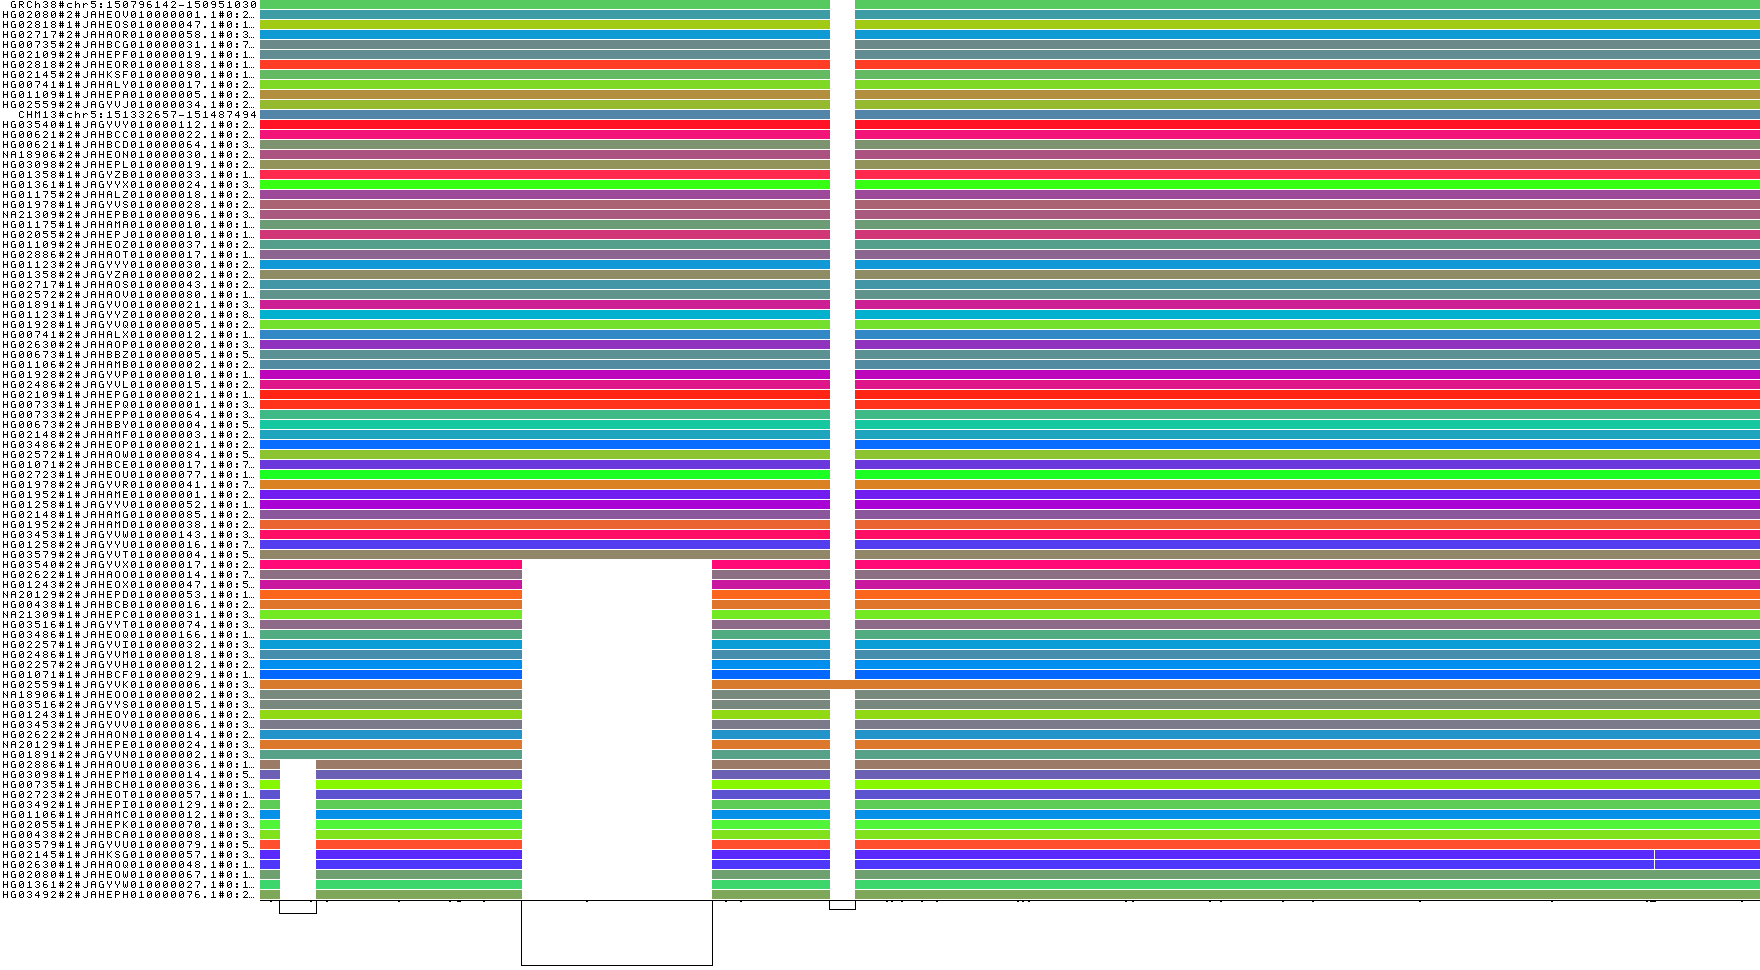 GRCh38#chr5:150796142-150951030
HG02080#2#JAHEOV010000001.1#0:2…
HG02818#2#JAHEOS010000047.1#0:1…
HG02717#2#JAHAOR010000058.1#0:3…
HG00735#2#JAHBCG010000031.1#0:7…
HG02109#2#JAHEPF010000019.1#0:1…
HG02818#1#JAHEOR010000188.1#0:1…
HG02145#2#JAHKSF010000090.1#0:1…
HG00741#1#JAHALY010000017.1#0:2…
HG01109#1#JAHEPA010000005.1#0:2…
HG02559#2#JAGYVJ010000034.1#0:2…
CHM13#chr5:151332657-151487494
HG03540#1#JAGYVY010000112.1#0:2…
HG00621#1#JAHBCC010000022.1#0:2…
HG00621#2#JAHBCD010000064.1#0:3…
NA18906#2#JAHEON010000030.1#0:2…
HG03098#2#JAHEPL010000019.1#0:2…
HG01358#1#JAGYZB010000033.1#0:1…
HG01361#1#JAGYYX010000024.1#0:3…
HG01175#2#JAHALZ010000018.1#0:2…
HG01978#1#JAGYVS010000028.1#0:2…
NA21309#2#JAHEPB010000096.1#0:3…
HG01175#1#JAHAMA010000010.1#0:1…
HG02055#2#JAHEPJ010000010.1#0:1…
HG01109#2#JAHEOZ010000037.1#0:2…
HG02886#2#JAHAOT010000017.1#0:1…
HG01123#2#JAGYYY010000030.1#0:2…
HG01358#2#JAGYZA010000002.1#0:2…
HG02717#1#JAHAOS010000043.1#0:2…
HG02572#2#JAHAOV010000080.1#0:1…
HG01891#1#JAGYVO010000021.1#0:3…
HG01123#1#JAGYYZ010000020.1#0:8…
HG01928#1#JAGYVQ010000005.1#0:2…
HG00741#2#JAHALX010000012.1#0:1…
HG02630#2#JAHAOP010000020.1#0:3…
HG00673#1#JAHBBZ010000005.1#0:5…
HG01106#2#JAHAMB010000002.1#0:2…
HG01928#2#JAGYVP010000010.1#0:1…
HG02486#2#JAGYVL010000015.1#0:2…
HG02109#1#JAHEPG010000021.1#0:1…
HG00733#1#JAHEPQ010000001.1#0:3…
HG00733#2#JAHEPP010000064.1#0:3…
HG00673#2#JAHBBY010000004.1#0:5…
HG02148#2#JAHAMF010000003.1#0:2…
HG03486#2#JAHEOP010000021.1#0:2…
HG02572#1#JAHAOW010000084.1#0:5…
HG01071#2#JAHBCE010000017.1#0:7…
HG02723#1#JAHEOU010000077.1#0:1…
HG01978#2#JAGYVR010000041.1#0:7…
HG01952#1#JAHAME010000001.1#0:2…
HG01258#1#JAGYYV010000052.1#0:1…
HG02148#1#JAHAMG010000085.1#0:2…
HG01952#2#JAHAMD010000038.1#0:2…
HG03453#1#JAGYVW010000143.1#0:3…
HG01258#2#JAGYYU010000016.1#0:7…
HG03579#2#JAGYVT010000004.1#0:5…
HG03540#2#JAGYVX010000017.1#0:2…
HG02622#1#JAHAOO010000014.1#0:7…
HG01243#2#JAHEOX010000047.1#0:5…
NA20129#2#JAHEPD010000053.1#0:1…
HG00438#1#JAHBCB010000016.1#0:2…
NA21309#1#JAHEPC010000031.1#0:3…
HG03516#1#JAGYYT010000074.1#0:3…
HG03486#1#JAHEOQ010000166.1#0:1…
HG02257#1#JAGYVI010000032.1#0:3…
HG02486#1#JAGYVM010000018.1#0:3…
HG02257#2#JAGYVH010000012.1#0:2…
HG01071#1#JAHBCF010000029.1#0:1…
HG02559#1#JAGYVK010000006.1#0:3…
NA18906#1#JAHEOO010000002.1#0:3…
HG03516#2#JAGYYS010000015.1#0:3…
HG01243#1#JAHEOY010000006.1#0:2…
HG03453#2#JAGYVV010000086.1#0:3…
HG02622#2#JAHAON010000014.1#0:2…
NA20129#1#JAHEPE010000024.1#0:3…
HG01891#2#JAGYVN010000002.1#0:3…
HG02886#1#JAHAOU010000036.1#0:1…
HG03098#1#JAHEPM010000014.1#0:5…
HG00735#1#JAHBCH010000036.1#0:3…
HG02723#2#JAHEOT010000057.1#0:1…
HG03492#1#JAHEPI010000129.1#0:2…
HG01106#1#JAHAMC010000012.1#0:3…
HG02055#1#JAHEPK010000070.1#0:3…
HG00438#2#JAHBCA010000008.1#0:3…
HG03579#1#JAGYVU010000079.1#0:5…
HG02145#1#JAHKSG010000057.1#0:3…
HG02630#1#JAHAOQ010000048.1#0:1…
HG02080#1#JAHEOW010000067.1#0:1…
HG01361#2#JAGYYW010000027.1#0:1…
HG03492#2#JAHEPH010000076.1#0:2…